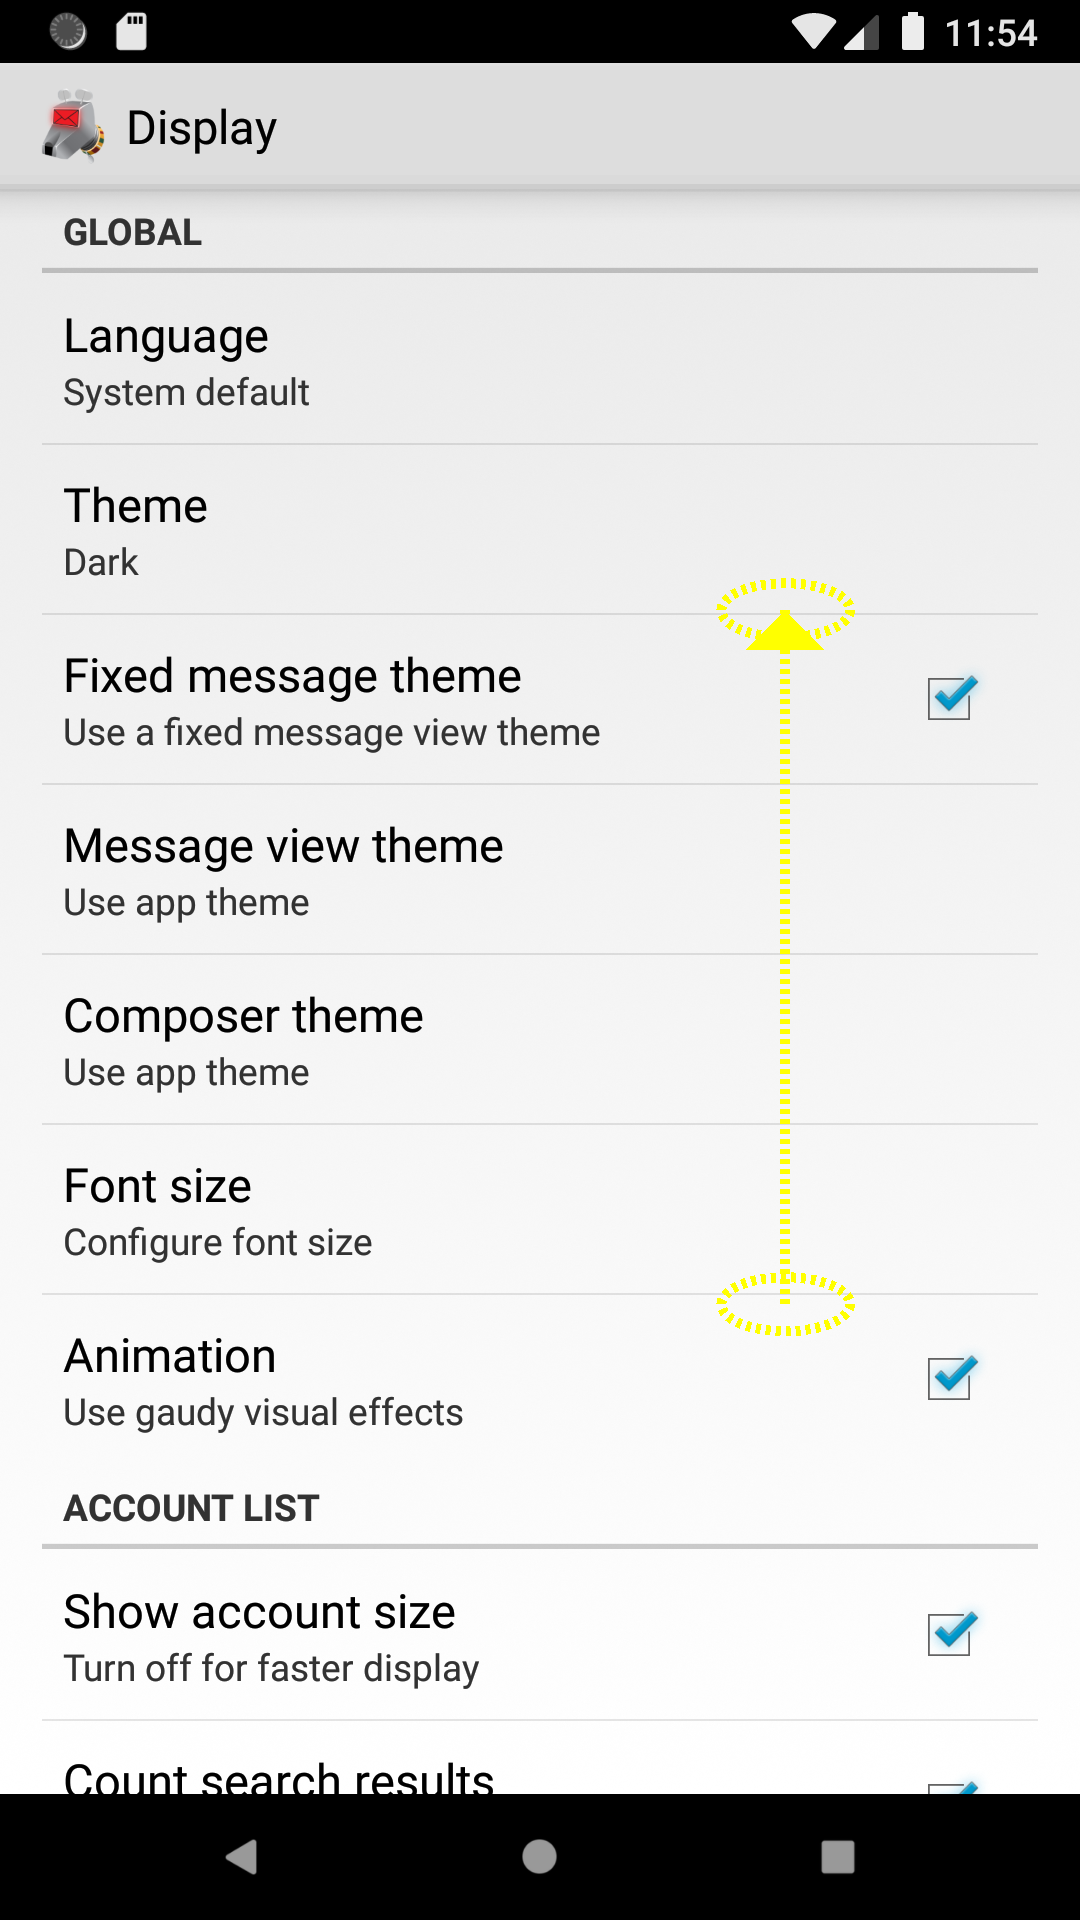 11:54
Display
GLOBAL
Language
System default
Theme
Dark
Fixed message theme
Use a fixed message view theme
Message view theme
Use app theme
Composer theme
Use app theme
Font size
Configure font size
Animation
Use gaudy visual effects
ACCOUNT LIST
Show account size
Turn off for faster display
Count search results